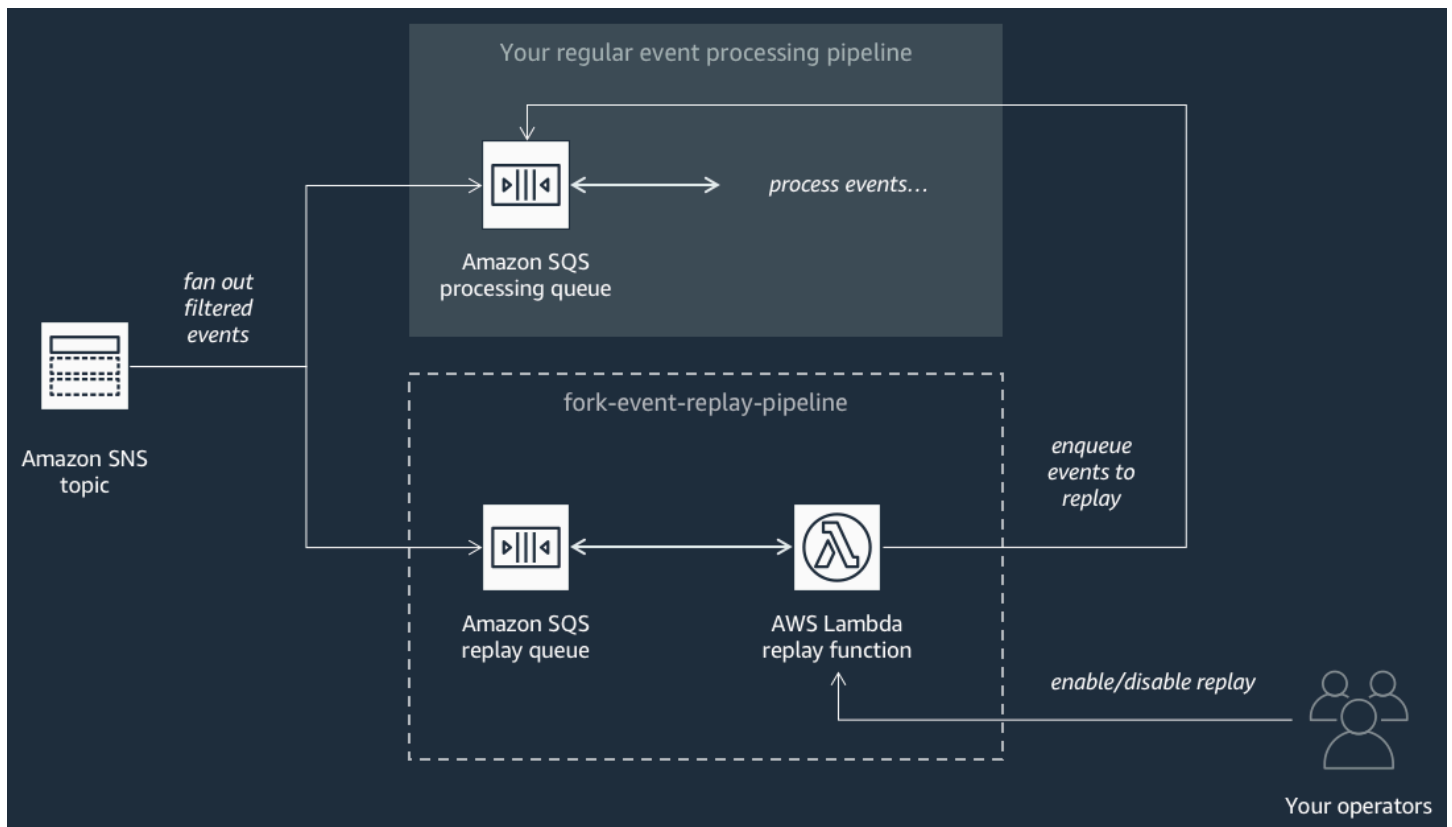 Your regular event processing pipeline
process events...
Amazon SQS
processing queue
fan out
filtered
events
Amazon SNS
topic
fork-event-replay-pipeline
Amazon SQS
replay queue
AWS Lambda
replay function
enqueue
events to
replay
enable/disable replay
Your operators